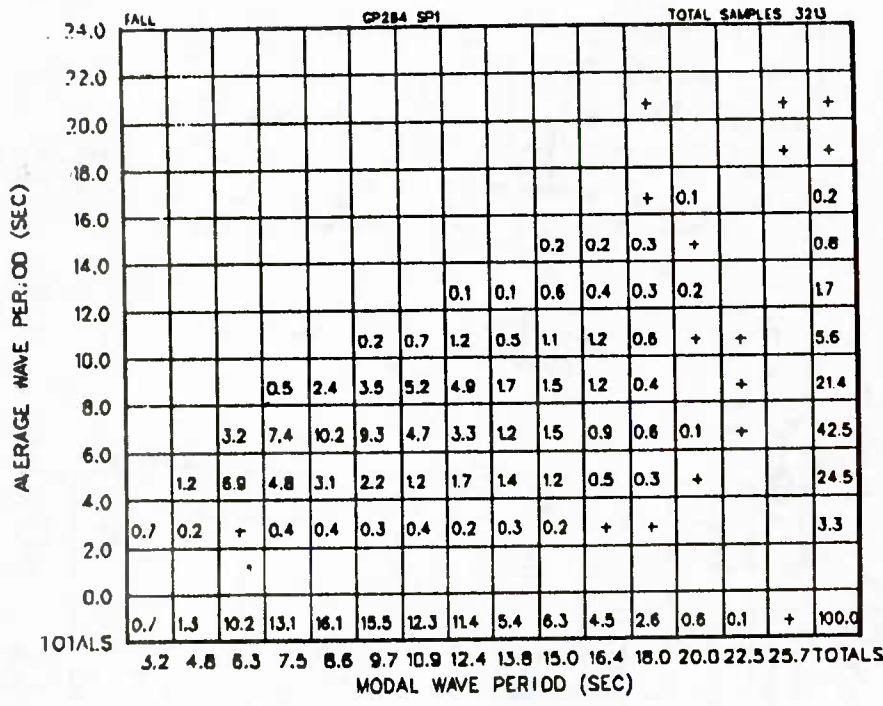 FALL GP2B4 SP1 TOTAL SAMPLES 3213
24.0
22.0
+ + +
20.0
+ +
18.0
+ 0.1 0.2
16.0
0.2 0.2 0.3 + 0.8
14.0
0.1 0.1 0.6 0.4 0.3 0.2 1.7
12.0
0.2 0.7 1.2 0.5 1.1 1.2 0.6 + + 5.6
10.0
0.5 2.4 3.5 5.2 4.9 1.7 1.5 1.2 0.4 + 21.4
8.0
3.2 7.4 10.2 9.3 4.7 3.3 1.2 1.5 0.9 0.6 0.1 + 42.5
6.0
1.2 6.9 4.8 3.1 2.2 1.2 1.7 1.4 1.2 0.5 0.3 + 24.5
4.0
0.7 0.2 + 0.4 0.4 0.3 0.4 0.2 0.3 0.2 + + 3.3
2.0
0.0
0.7 1.3 10.2 13.1 16.1 15.5 12.3 11.4 5.4 6.3 4.5 2.6 0.6 0.1 + 100.0
TOTALS
3.2 4.8 6.3 7.5 8.6 9.7 10.9 12.4 13.8 15.0 16.4 18.0 20.0 22.5 25.7 TOTALS
MODAL WAVE PERIOD (SEC)
AVERAGE WAVE PERIOD (SEC)